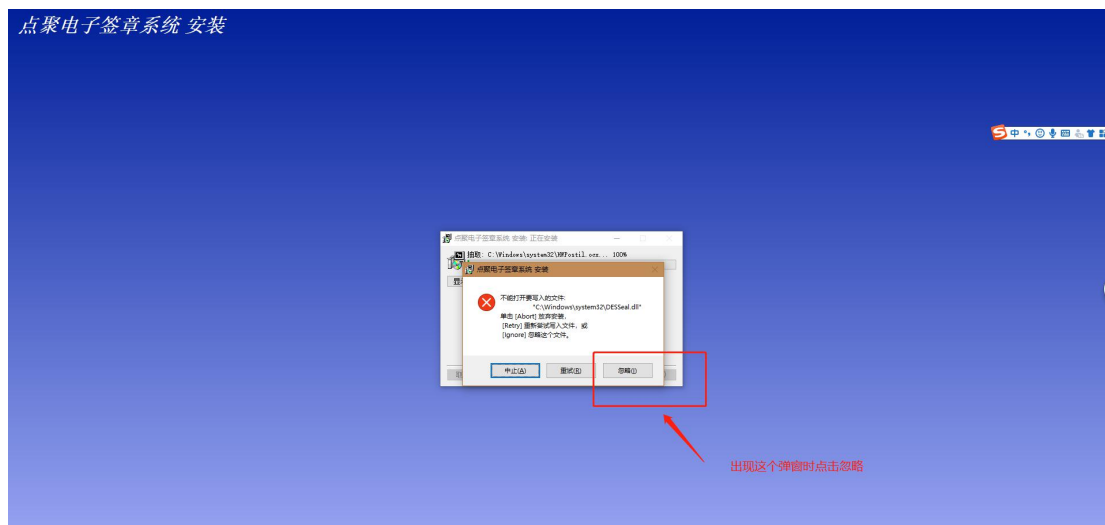 点聚电子签章系统 安装
中
点聚电子签章系统 安装: 正在安装
抽取: C:\Windows\system32\HWPostil.ocx... 100%
点聚电子签章系统 安装
不能打开要写入的文件:
"C:\Windows\system32\DESSeal.dll"
单击 [Abort] 放弃安装,
[Retry] 重新尝试写入文件, 或
[Ignore] 忽略这个文件。
中止(A) 重试(R) 忽略(I)
出现这个弹窗时点击忽略